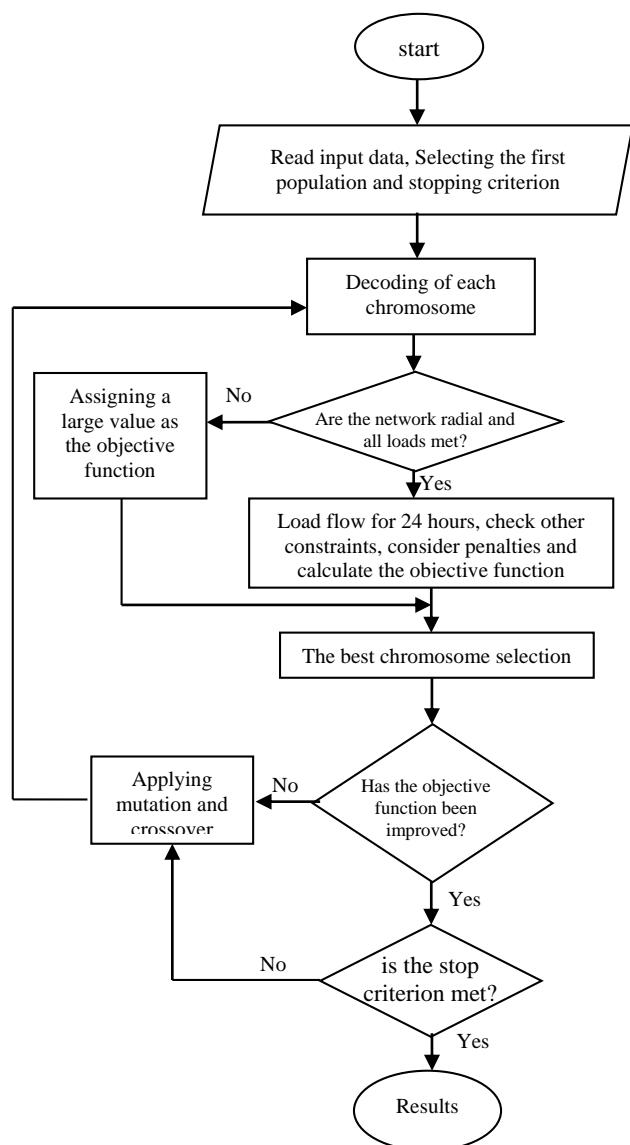 start
Read input data, Selecting the first
population and stopping criterion
Decoding of each
chromosome
No
Assigning a
large value as
the objective
function
Are the network radial and
all loads met?
Yes
Load flow for 24 hours, check other
constraints, consider penalties and
calculate the objective function
The best chromosome selection
Applying
mutation and
crossover
No
Has the objective
function been
improved?
Yes
No
is the stop
criterion met?
Yes
Results